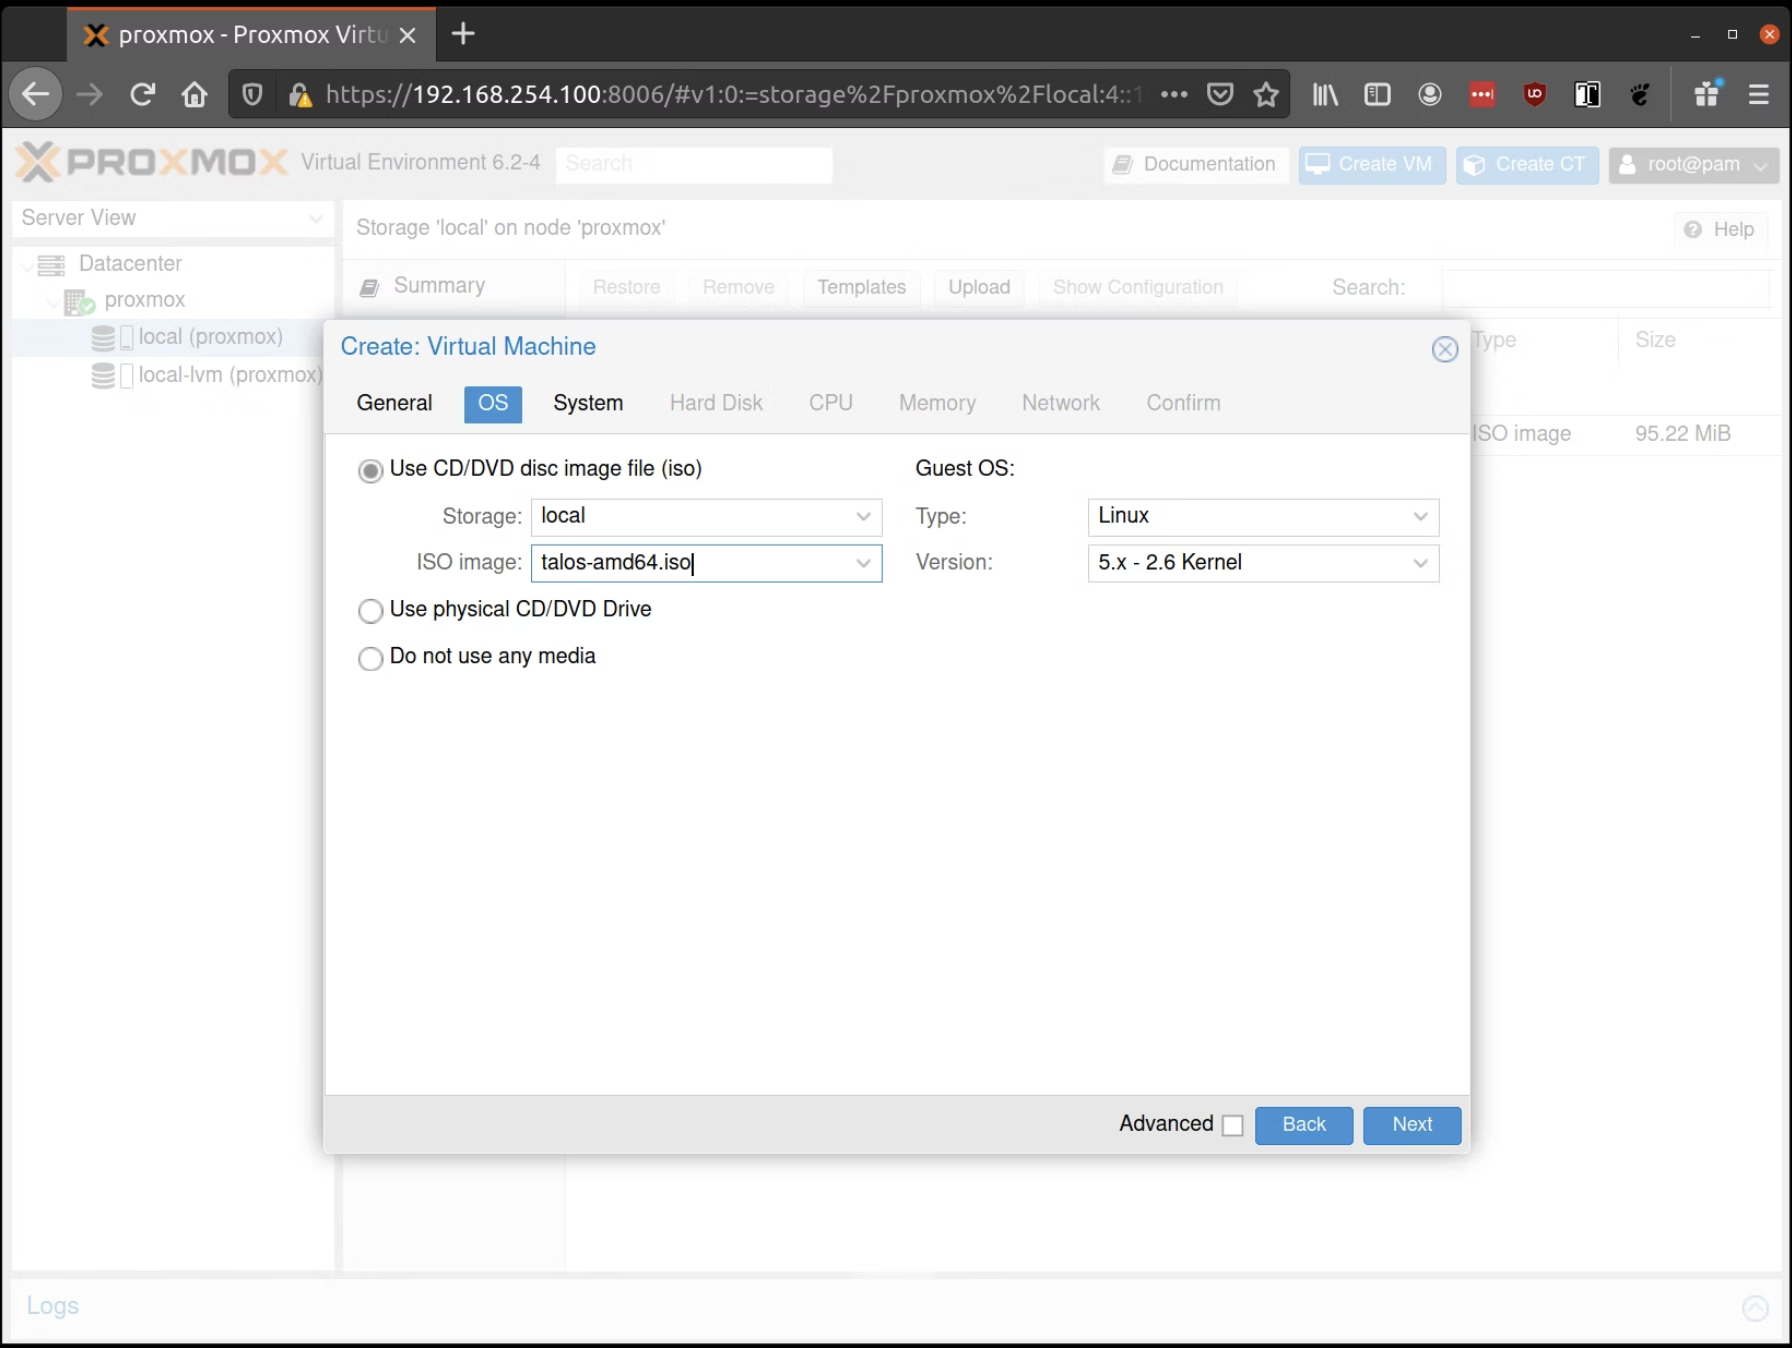 proxmox - Proxmox Virtu
https://192.168.254.100:8006/#v1:0:=storage%2Fproxmox%2Flocal:4::1
PROXMOX Virtual Environment 6.2-4 Search Documentation Create VM Create CT root@pam
Server View
Storage 'local' on node 'proxmox' Help
Datacenter
proxmox
local (proxmox)
local-lvm (proxmox)
Summary Restore Remove Templates Upload Show Configuration Search:
Type Size
ISO image 95.22 MiB
Create: Virtual Machine
General OS System Hard Disk CPU Memory Network Confirm
Use CD/DVD disc image file (iso) Guest OS:
Storage: local Type: Linux
ISO image: talos-amd64.iso Version: 5.x - 2.6 Kernel
Use physical CD/DVD Drive
Do not use any media
Advanced Back Next
Logs